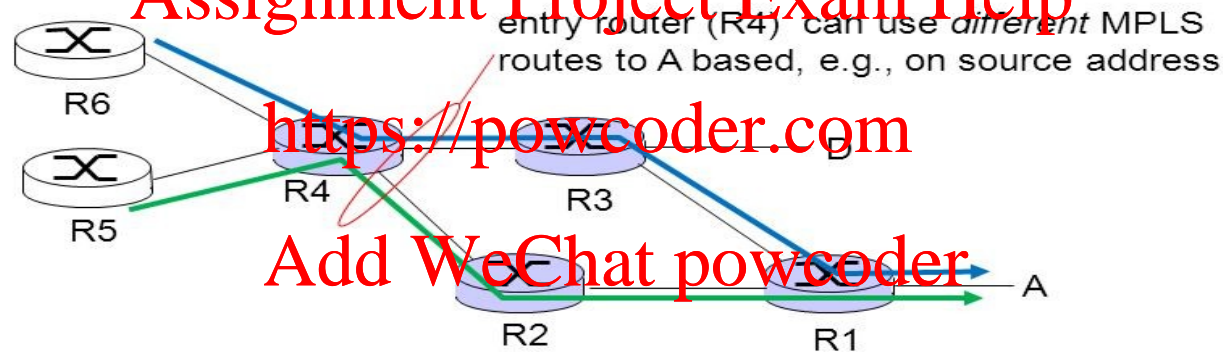 Assignment Project Exam Help
entry router (R4) can use different MPLS
routes to A based, e.g., on source address
R6
https://powcoder.com
D
R4
R3
R5
Add WeChat powcoder
A
R2
R1